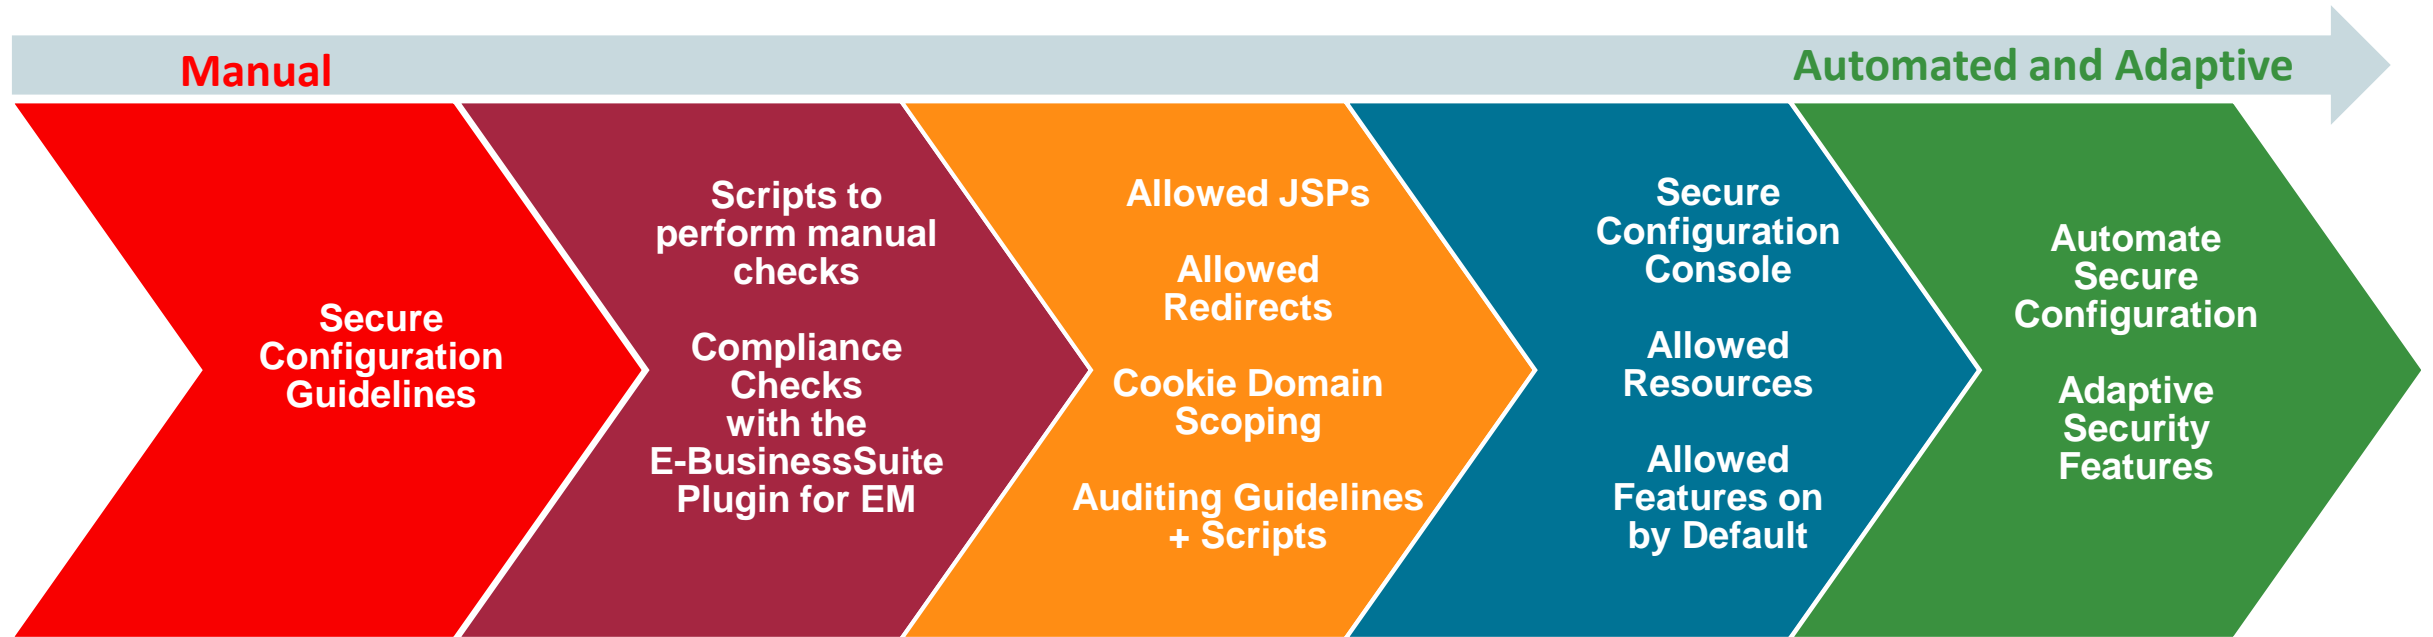 Manual
Automated and Adaptive
Secure
Configuration
Guidelines
Scripts to
perform manual
checks
Compliance
Checks
with the
E-BusinessSuite
Plugin for EM
Allowed JSPs
Allowed
Redirects
Cookie Domain
Scoping
Auditing Guidelines
+ Scripts
Secure
Configuration
Console
Allowed
Resources
Allowed
Features on
by Default
Automate
Secure
Configuration
Adaptive
Security
Features